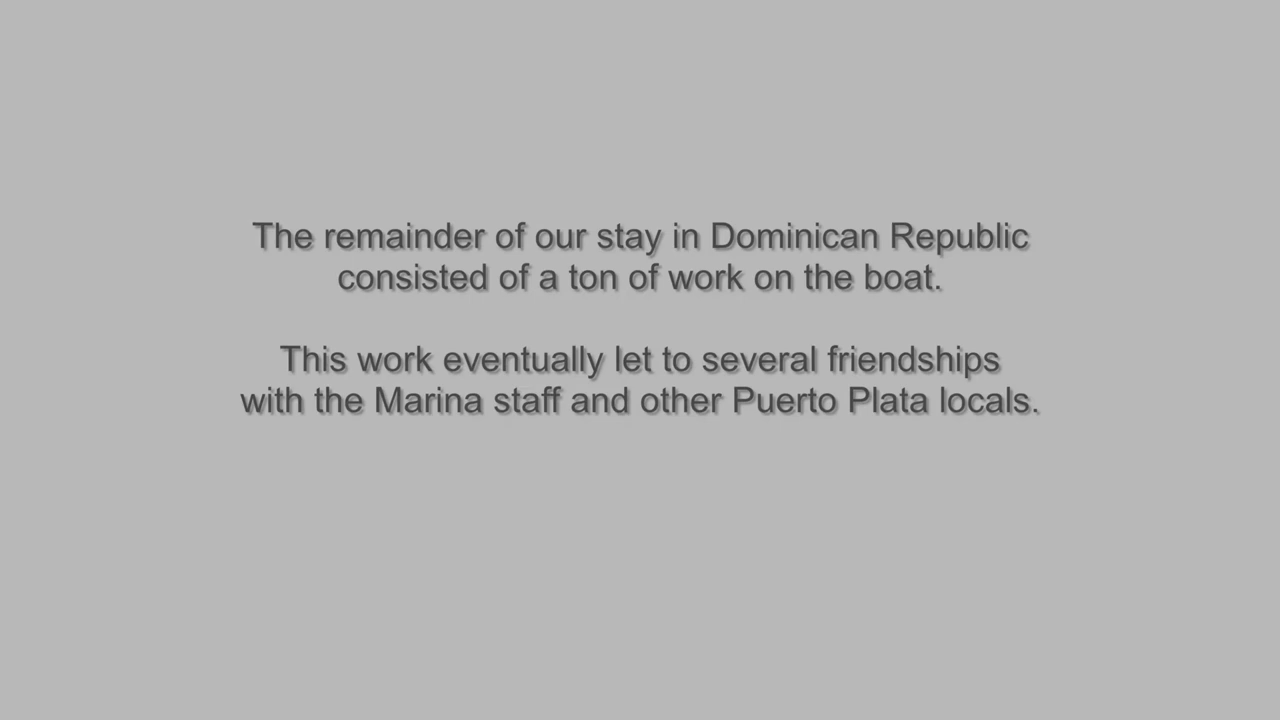 The remainder of our stay in Dominican Republic
consisted of a ton of work on the boat.
This work eventually let to several friendships
with the Marina staff and other Puerto Plata locals.